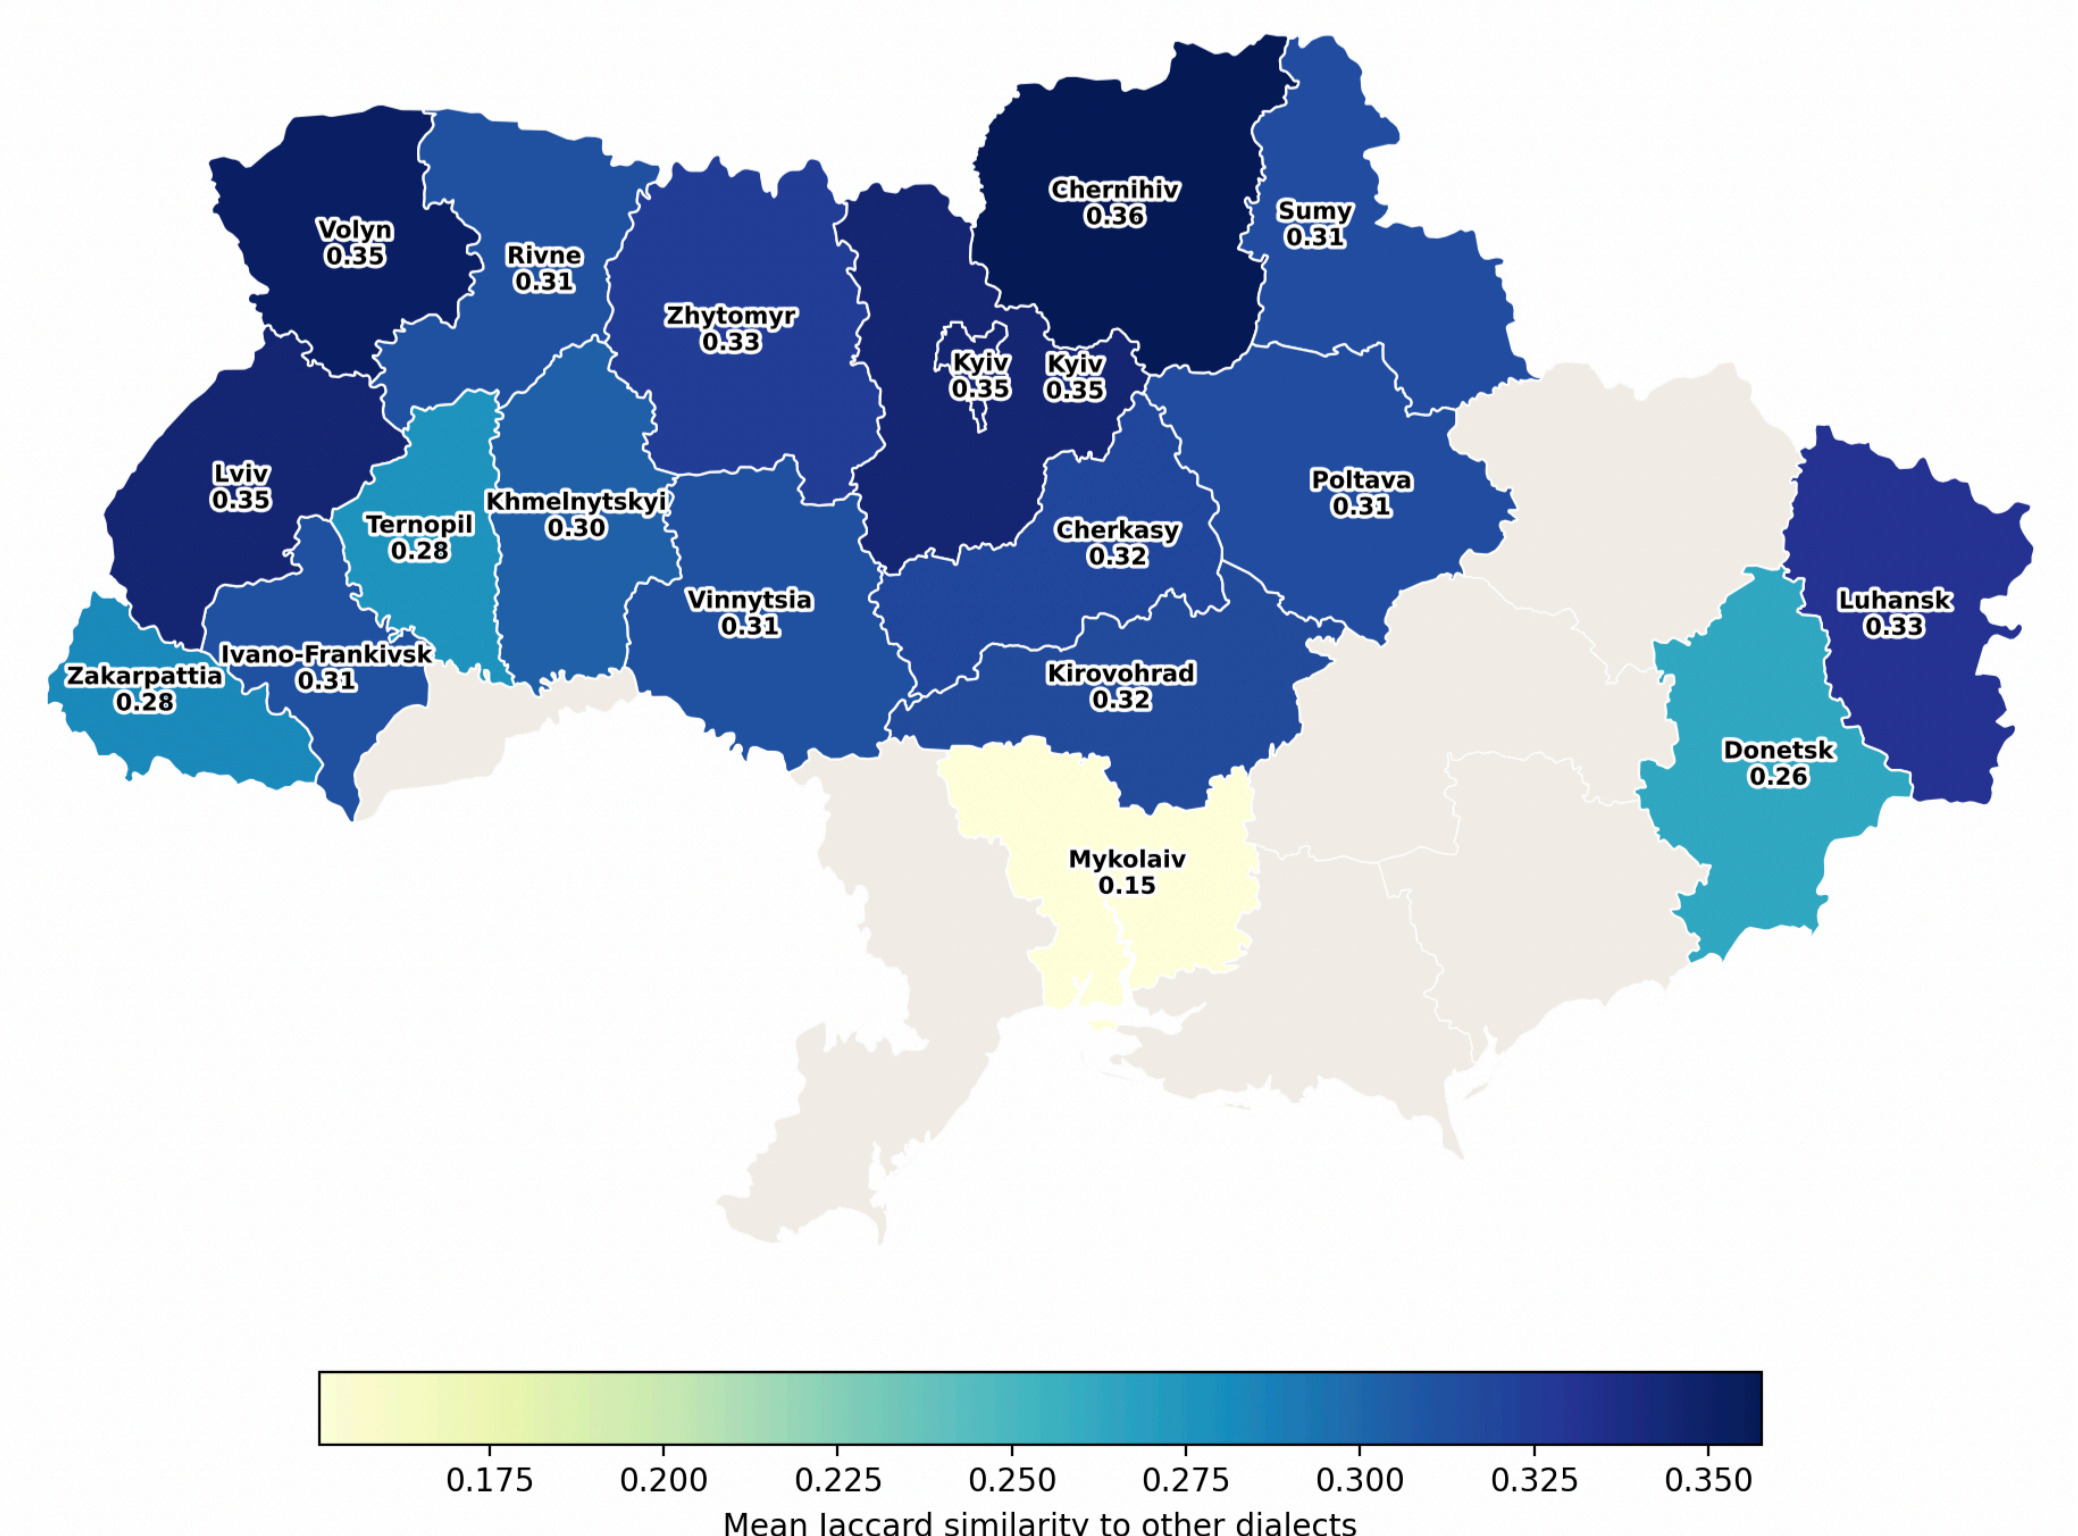 Chernihiv
0.36
Sumy
0.31
Volyn
0.35
Rivne
0.31
Zhytomyr
0.33
Kyiv
0.35
Kyiv
0.35
Lviv
0.35
Ternopil
0.28
Khmelnytskyi
0.30
Cherkasy
0.32
Poltava
0.31
Vinnytsia
0.31
Luhansk
0.33
Zakarpattia
0.28
Ivano-Frankivsk
0.31
Kirovohrad
0.32
Donetsk
0.26
Mykolaiv
0.15
0.175 0.200 0.225 0.250 0.275 0.300 0.325 0.350
Mean Jaccard similarity to other dialects